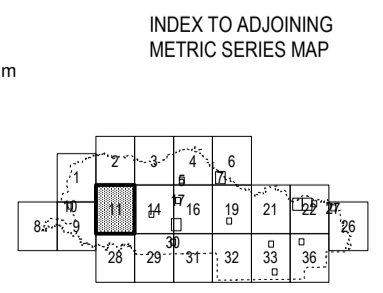 INDEX TO ADJOINING
METRIC SERIES MAP
m
2 3 4 6
1 5 7
10 11 14 17 16 19 21 22 27
8 9 26
30
28 29 31 32 33 36